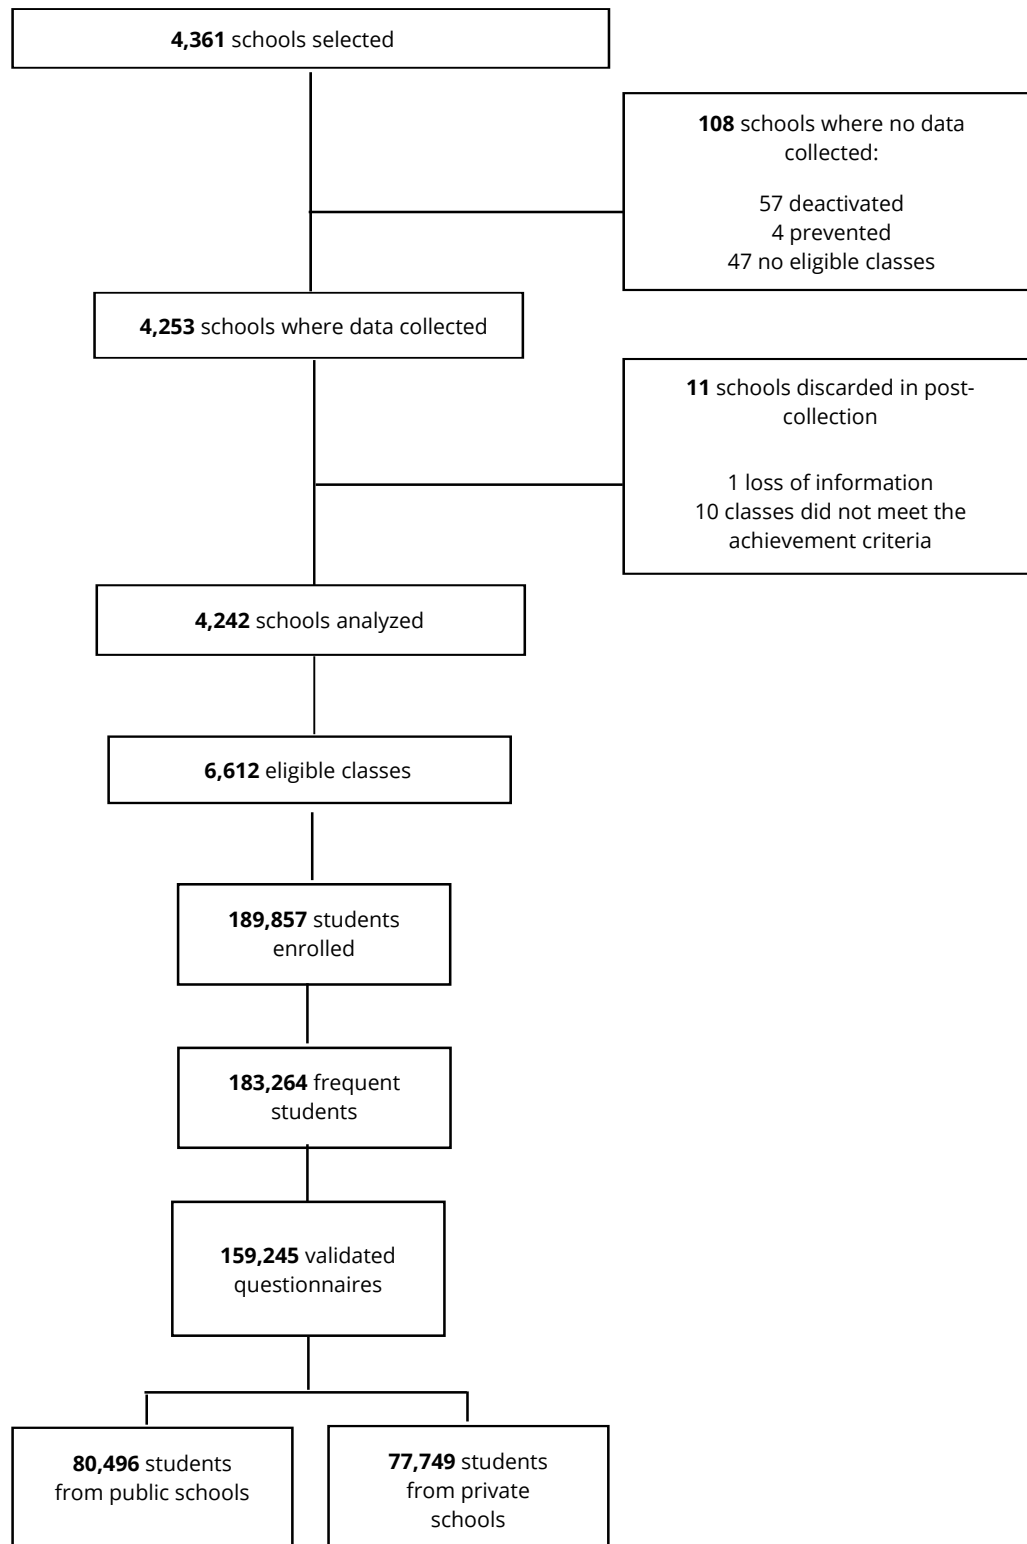 4,361 schools selected
108 schools where no data
collected:
57 deactivated
4 prevented
47 no eligible classes
4,253 schools where data collected
11 schools discarded in post-
collection
1 loss of information
10 classes did not meet the
achievement criteria
4,242 schools analyzed
6,612 eligible classes
189,857 students
enrolled
183,264 frequent
students
159,245 validated
questionnaires
80,496 students
from public schools
77,749 students
from private
schools